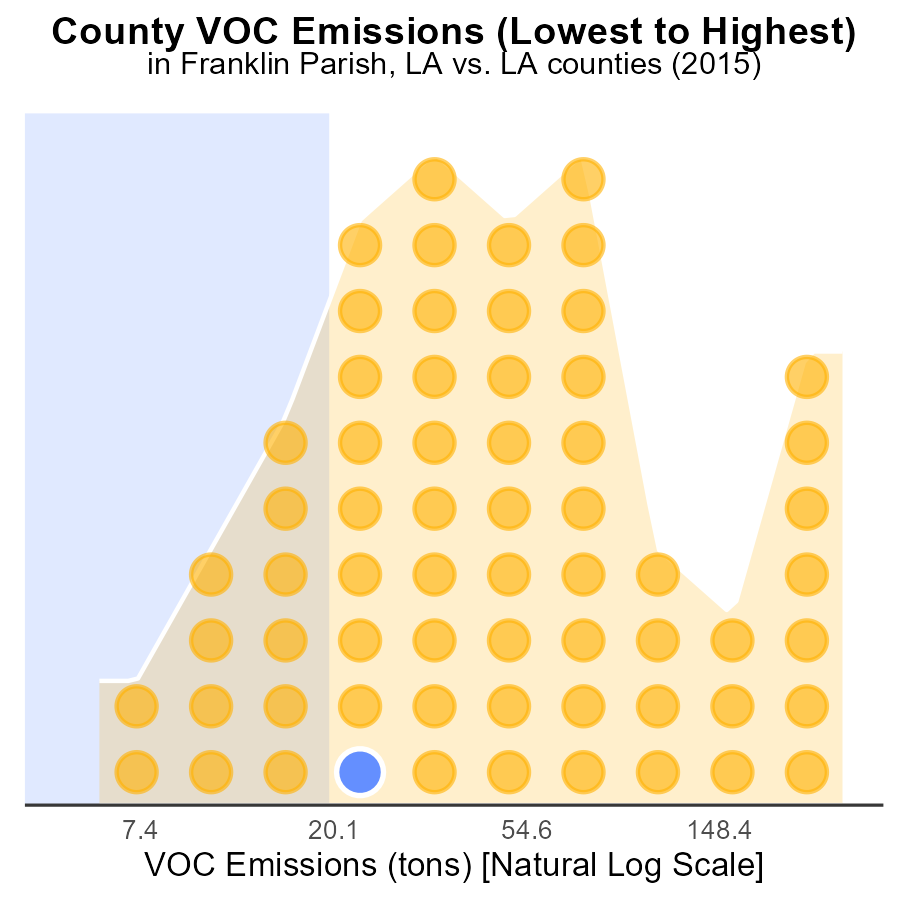 County VOC Emissions (Lowest to Highest)
in Franklin Parish, LA vs. LA counties (2015)
7.4 20.1 54.6 148.4
VOC Emissions (tons) [Natural Log Scale]